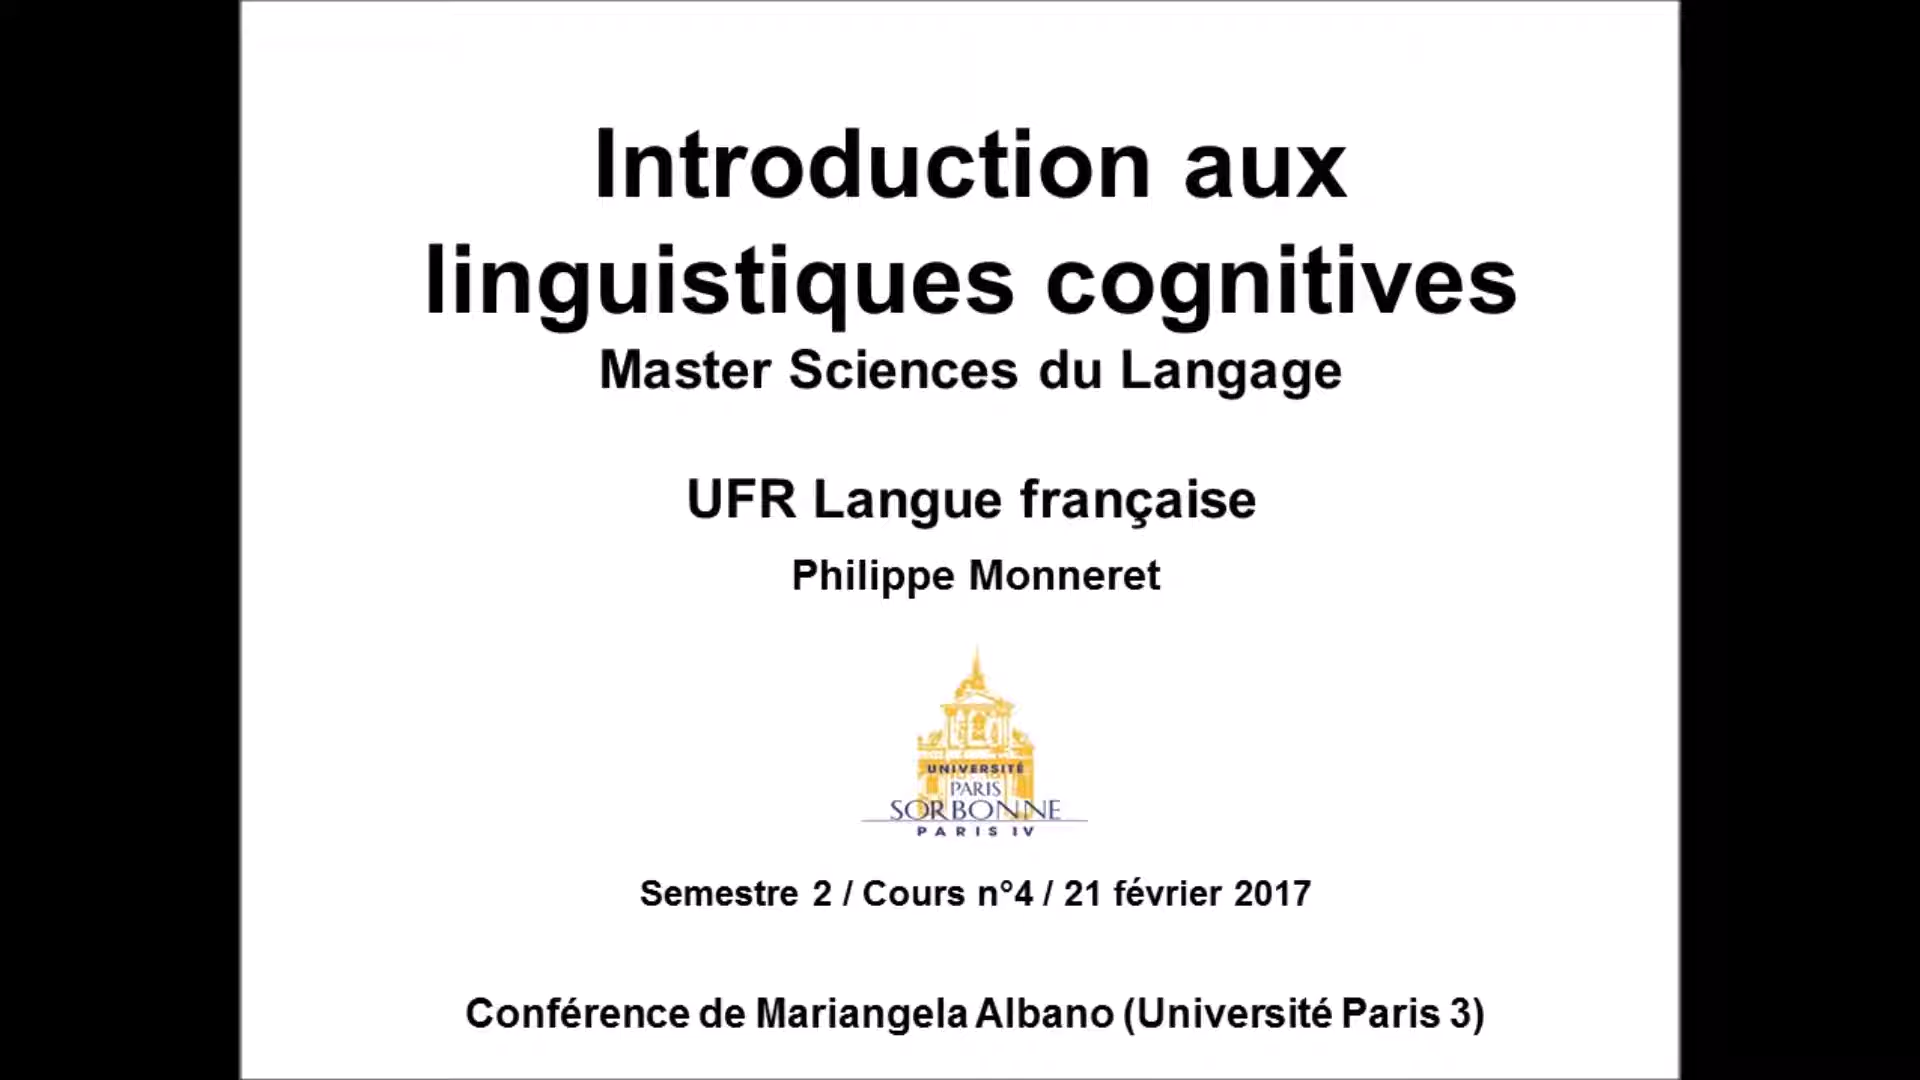 Introduction aux
linguistiques cognitives
Master Sciences du Langage
UFR Langue française
Philippe Monneret
UNIVERSITÉ
PARIS
SORBONNE
PARIS IV
Semestre 2 / Cours n°4 / 21 février 2017
Conférence de Mariangela Albano (Université Paris 3)